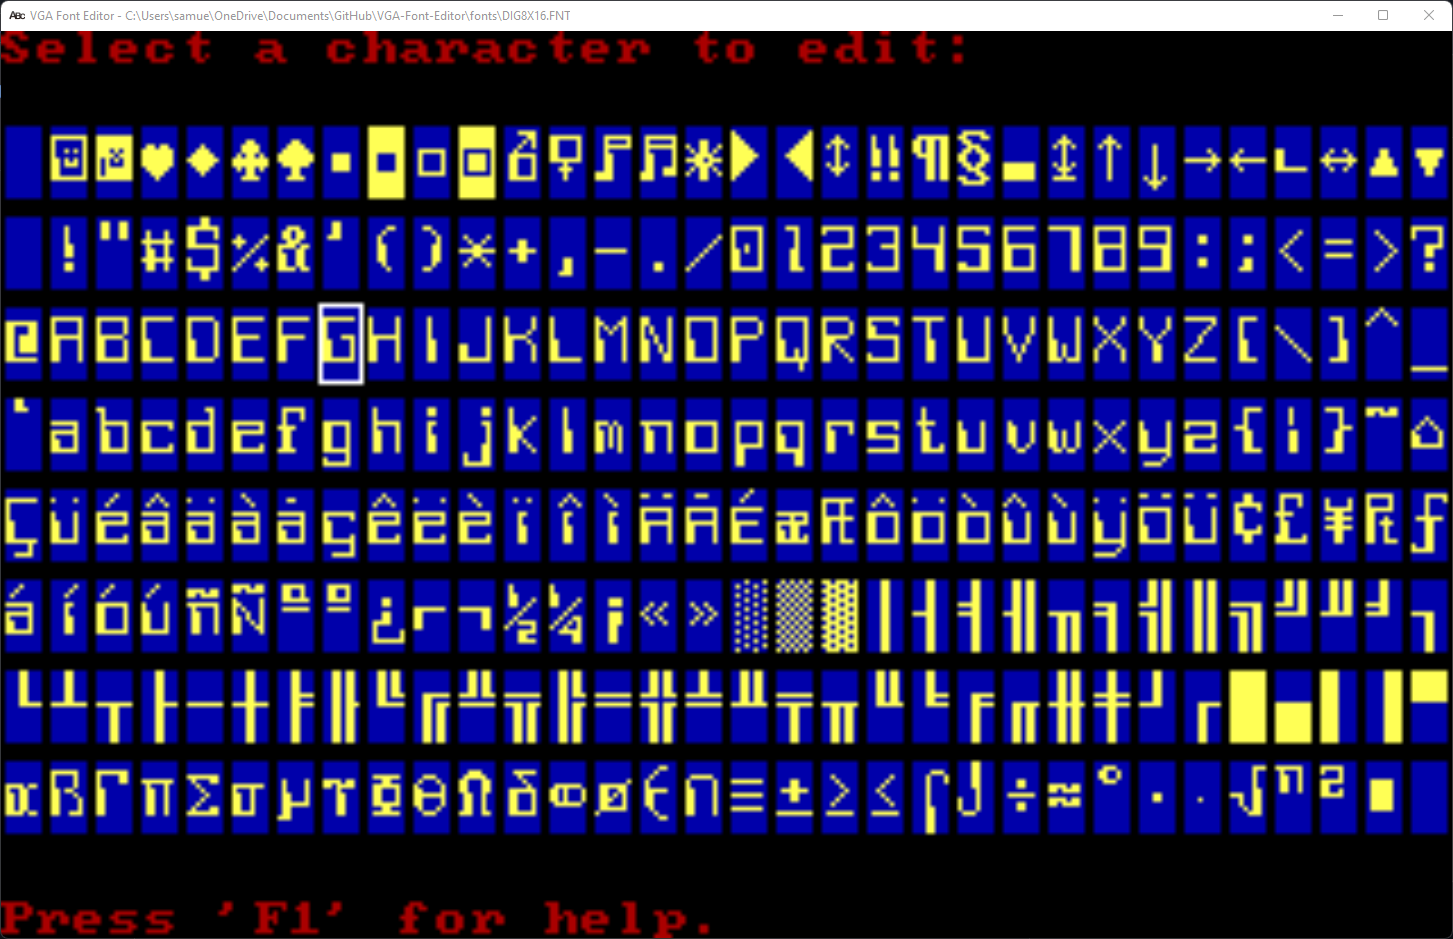 VGA Font Editor - C:\Users\samue\OneDrive\Documents\GitHub\VGA-Font-Editor\fonts\DIG8X16.FNT
Select a character to edit:
☺☻♥♦♣♠•◘○◙♂♀♪♫☼►◄↕‼¶§▬↨↑↓→←∟↔▲▼
!"#$%&'()*+,-./0123456789:;<=>?
@ABCDEFGHIJKLMNOPQRSTUVWXYZ[\]^_
`abcdefghijklmnopqrstuvwxyz{¦}~⌂
ÇüéâäàåçêëèïîìÄÅÉæÆôöòûùÿÖÜ¢£¥₧ƒ
áíóúñÑªº¿⌐¬½¼¡«»░▒▓│┤╡╢╖╕╣║╗╝╜╛┐
└┴┬├─┼╞╟╚╔╩╦╠═╬╧╨╤╥╙╘╒╓╫╪┘┌█▄▌▐▀
αßΓπΣσµτΦΘΩδ∞φ∈∩≡±≥≤⌠⌡÷≈°∙·√ⁿ²■
Press 'F1' for help.